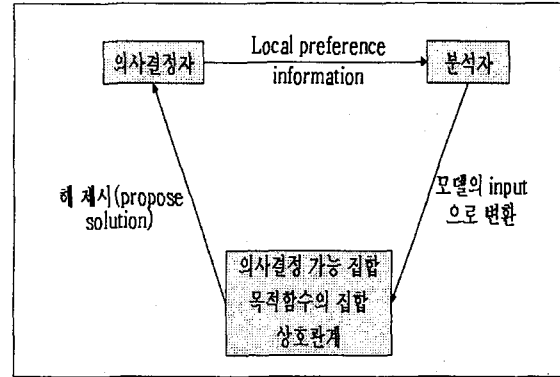 Local preference
information
의사결정자
분석자
해 제시(propose
solution)
모델의 input
으로 변환
의사결정 가능 집합
목적함수의 집합
상호관계